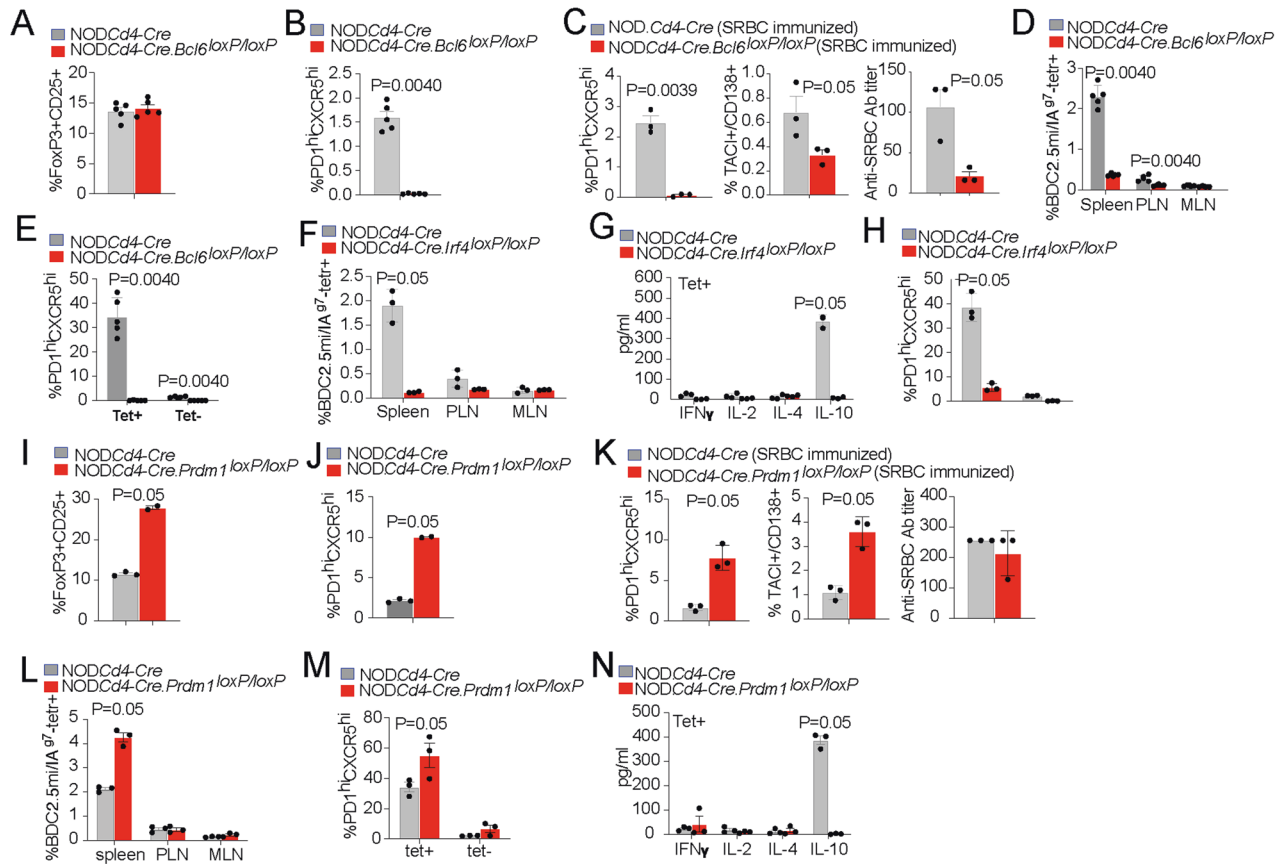 A
NODCd4-Cre
NODCd4-Cre.Bcl6loxP/loxP
%FoxP3+CD25+
20
15
10
5
0
B
NODCd4-Cre
NODCd4-Cre.Bcl6loxP/loxP
%PD1hiCXCR5hi
2.5
2.0
1.5
1.0
0.5
0.0
P=0.0040
C
NOD.Cd4-Cre (SRBC immunized)
NODCd4-Cre.Bcl6loxP/loxP(SRBC immunized)
%PD1hiCXCR5hi
4
3
2
1
0
P=0.0039
% TACI+/CD138+
1.0
0.8
0.6
0.4
0.2
0.0
P=0.05
Anti-SRBC Ab titer
150
100
50
0
P=0.05
D
NODCd4-Cre
NODCd4-Cre.Bcl6loxP/loxP
%BDC2.5mi/IA g7-tetr+
3
2
1
0
P=0.0040
P=0.0040
Spleen PLN MLN
E
NODCd4-Cre
NODCd4-Cre.Bcl6loxP/loxP
%PD1hiCXCR5hi
50
40
30
20
10
0
P=0.0040
P=0.0040
Tet+ Tet-
F
NODCd4-Cre
NODCd4-Cre.Irf4loxP/loxP
%BDC2.5mi/IA g7-tetr+
2.5
2.0
1.5
1.0
0.5
0.0
P=0.05
Spleen PLN MLN
G
NODCd4-Cre
NODCd4-Cre.Irf4loxP/loxP
pg/ml
600
500
400
300
200
100
0
Tet+
P=0.05
IFNγ IL-2 IL-4 IL-10
H
NODCd4-Cre
NODCd4-Cre.Irf4loxP/loxP
%PD1hiCXCR5hi
50
40
30
20
10
0
P=0.05
I
NODCd4-Cre
NODCd4-Cre.Prdm1loxP/loxP
%FoxP3+CD25+
30
20
10
0
P=0.05
J
NODCd4-Cre
NODCd4-Cre.Prdm1loxP/loxP
%PD1hiCXCR5hi
15
10
5
0
P=0.05
K
NODCd4-Cre (SRBC immunized)
NODCd4-Cre.Prdm1loxP/loxP (SRBC immunized)
%PD1hiCXCR5hi
15
10
5
0
P=0.05
% TACI+/CD138+
5
4
3
2
1
0
P=0.05
Anti-SRBC Ab titer
400
300
200
100
0
L
NODCd4-Cre
NODCd4-Cre.Prdm1loxP/loxP
%BDC2.5mi/IA g7-tetr+
5
4
3
2
1
0
P=0.05
spleen PLN MLN
M
NODCd4-Cre
NODCd4-Cre.Prdm1loxP/loxP
%PD1hiCXCR5hi
80
60
40
20
0
P=0.05
tet+ tet-
N
NOD.Cd4-Cre
NODCd4-Cre.Prdm1loxP/loxP
pg/ml
500
400
300
200
100
0
Tet+
P=0.05
IFNγ IL-2 IL-4 IL-10